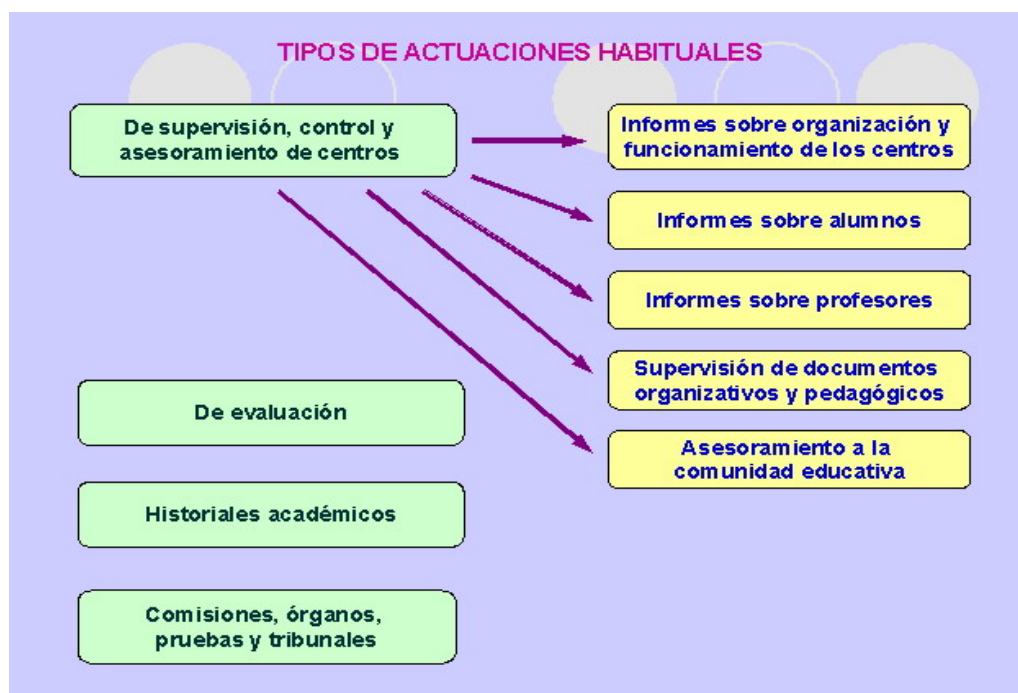 TIPOS DE ACTUACIONES HABITUALES
De supervisión, control y
asesoramiento de centros
Informes sobre organización y
funcionamiento de los centros
Informes sobre alumnos
Informes sobre profesores
Supervisión de documentos
organizativos y pedagógicos
Asesoramiento a la
comunidad educativa
De evaluación
Historiales académicos
Comisiones, órganos,
pruebas y tribunales